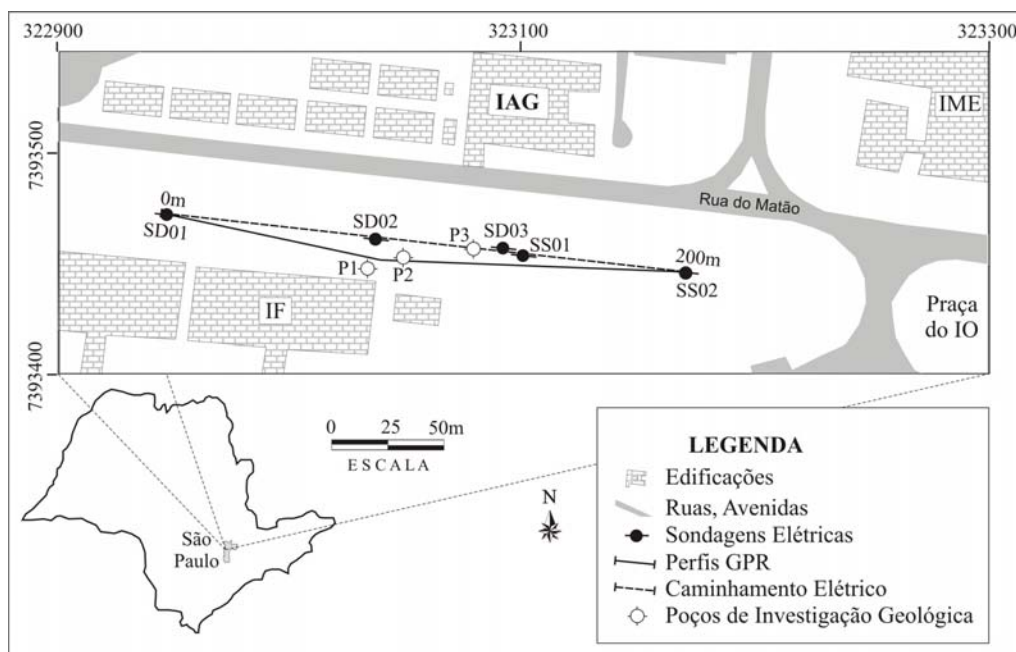 322900
323100
323300
7393500
7393400
IAG
IME
Rua do Matão
0m
SD01
SD02
P3
SD03
SS01
200m
SS02
P1
P2
IF
Praça
do IO
0
25
50m
ESCALA
N
São
Paulo
LEGENDA
Edificações
Ruas, Avenidas
Sondagens Elétricas
Perfis GPR
Caminhamento Elétrico
Poços de Investigação Geológica